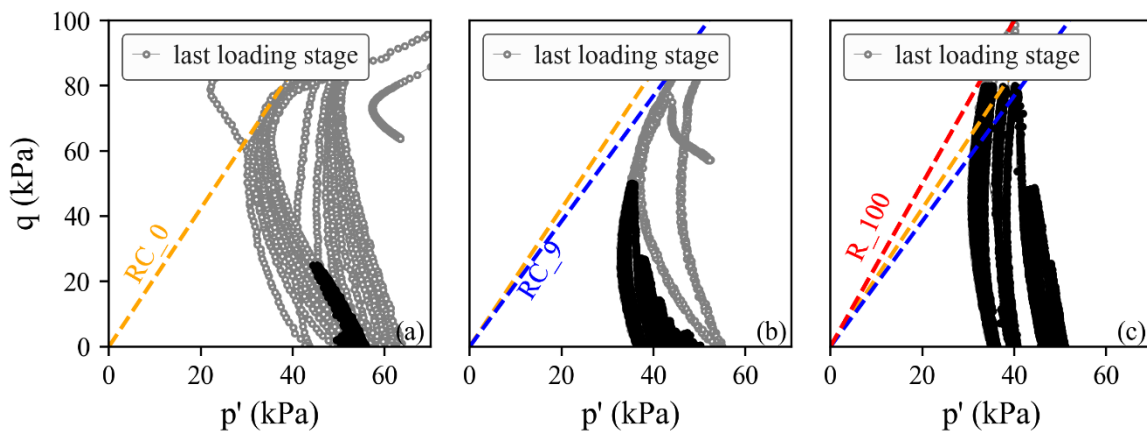 100
80
60
40
20
0
q (kPa)
last loading stage
RC_0
(a)
0
20
40
60
p' (kPa)
last loading stage
RC_9
(b)
0
20
40
60
p' (kPa)
last loading stage
R_100
(c)
0
20
40
60
p' (kPa)